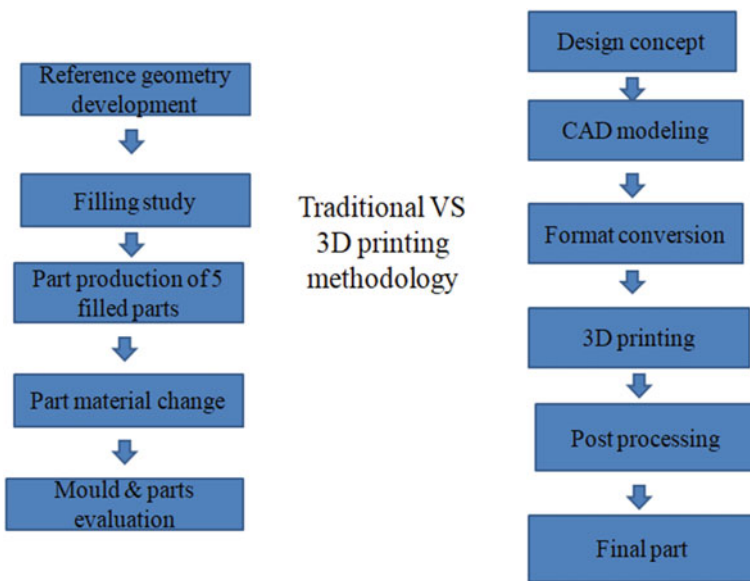 Reference geometry
development
Filling study
Part production of 5
filled parts
Part material change
Mould & parts
evaluation
Traditional VS
3D printing
methodology
Design concept
CAD modeling
Format conversion
3D printing
Post processing
Final part